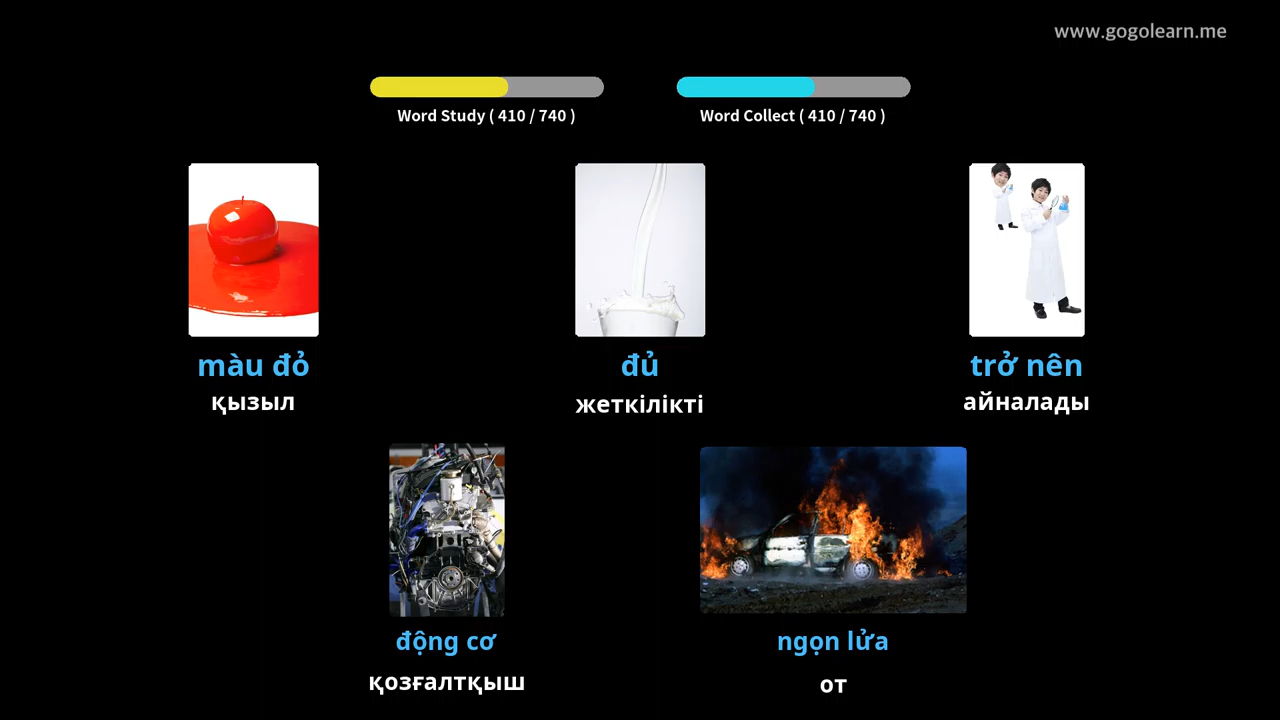 www.gogolearn.me
Word Study ( 410 / 740 )
Word Collect ( 410 / 740 )
màu đỏ
қызыл
đủ
жеткілікті
trở nên
айналады
động cơ
қозғалтқыш
ngọn lửa
от